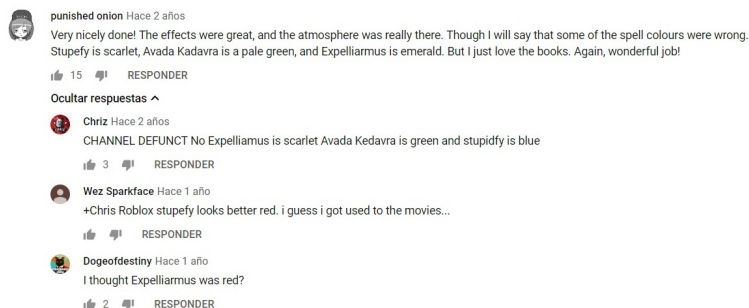 punished onion Hace 2 años
Very nicely done! The effects were great, and the atmosphere was really there. Though I will say that some of the spell colours were wrong.
Stupefy is scarlet, Avada Kadavra is a pale green, and Expelliarmus is emerald. But I just love the books. Again, wonderful job!
15 RESPONDER
Ocultar respuestas
Chriz Hace 2 años
CHANNEL DEFUNCT No Expelliamus is scarlet Avada Kedavra is green and stupidfy is blue
3 RESPONDER
Wez Sparkface Hace 1 año
+Chris Roblox stupefy looks better red. i guess i got used to the movies...
RESPONDER
Dogeofdestiny Hace 1 año
I thought Expelliarmus was red?
2 RESPONDER